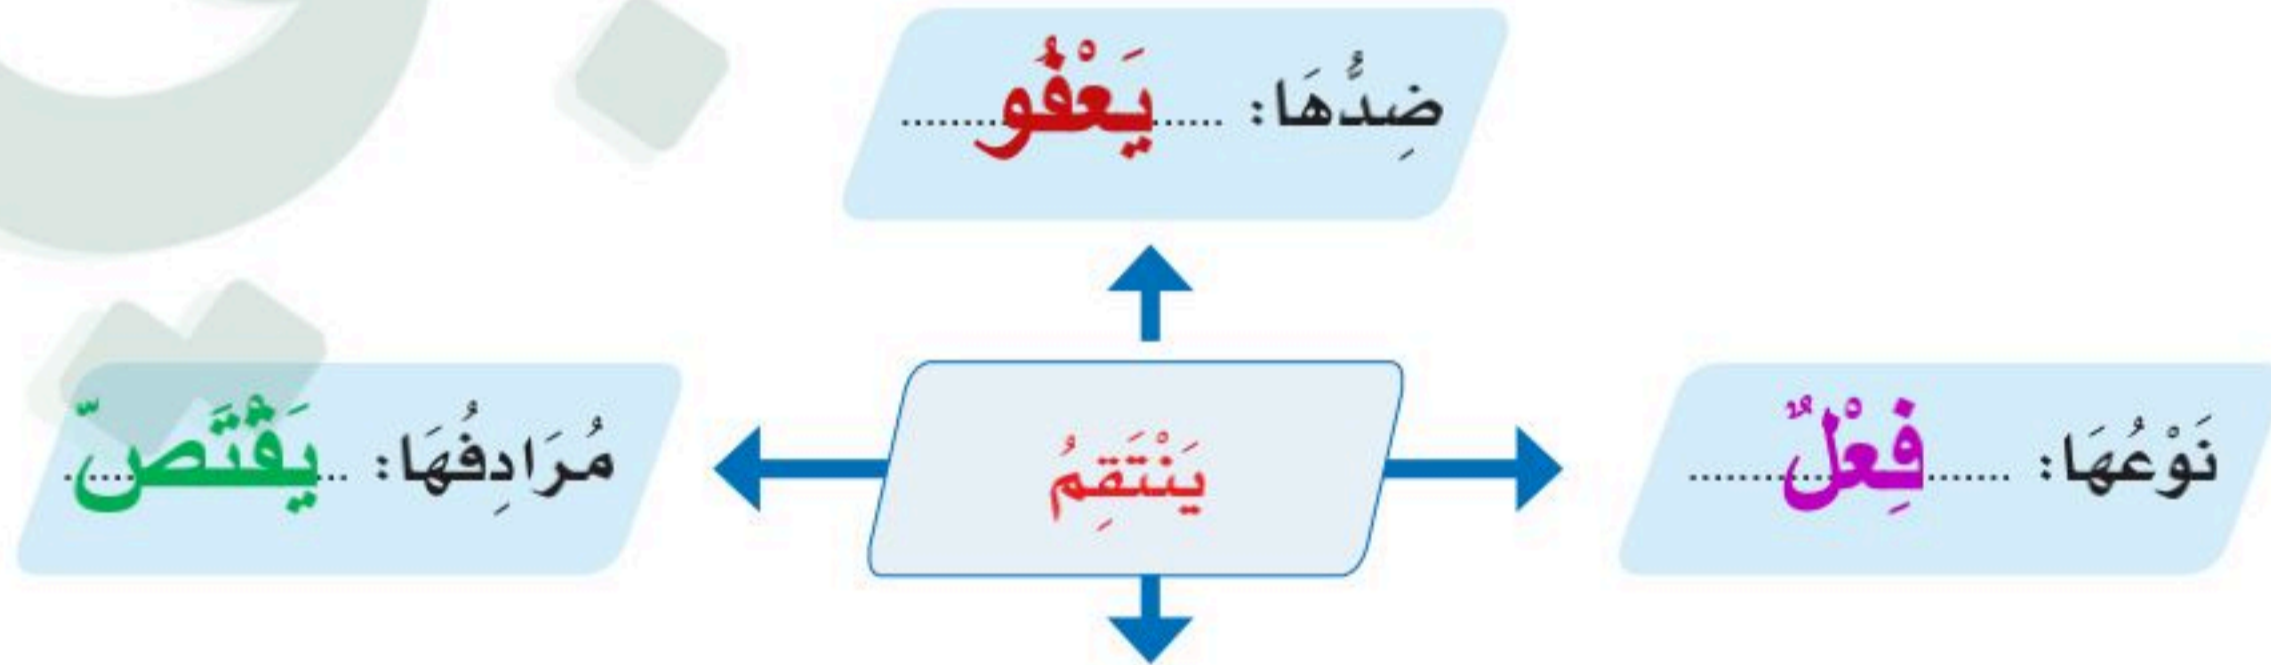 ضِدُّهَا: ......يَعْفُو.........
نَوْعُهَا: .......فِعْلٌ.........
يَنْتَقِمُ
مُرَادِفُهَا: ...يَقْتَصّ.